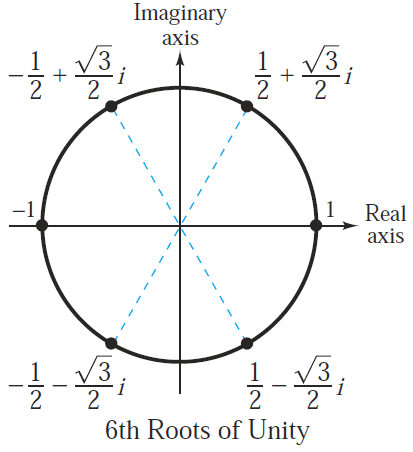 Imaginary
axis
-1/2 + √3/2 i
1/2 + √3/2 i
-1
1
Real
axis
-1/2 - √3/2 i
1/2 - √3/2 i
6th Roots of Unity